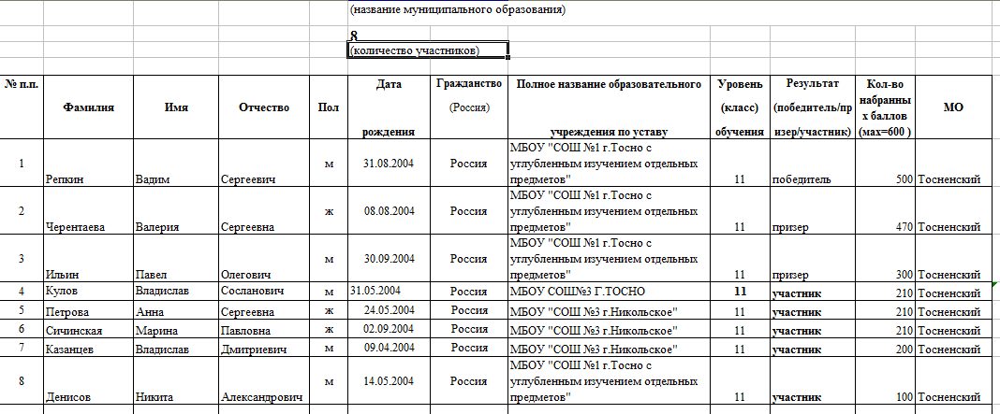 (название муниципального образования)
8
(количество участников)
№ п.п. Фамилия Имя Отчество Пол Дата рождения Гражданство (Россия) Полное название образовательного учреждения по уставу Уровень (класс) обучения Результат (победитель/призер/участник) Кол-во набранных баллов (мах=600 ) МО
1 Репкин Вадим Сергеевич м 31.08.2004 Россия МБОУ "СОШ №1 г.Тосно с углубленным изучением отдельных предметов" 11 победитель 500 Тосненский
2 Черентаева Валерия Сергеевна ж 08.08.2004 Россия МБОУ "СОШ №1 г.Тосно с углубленным изучением отдельных предметов" 11 призер 470 Тосненский
3 Ильин Павел Олегович м 30.09.2004 Россия МБОУ "СОШ №1 г.Тосно с углубленным изучением отдельных предметов" 11 призер 300 Тосненский
4 Кулов Владислав Сосланович м 31.05.2004 Россия МБОУ СОШ№3 Г.ТОСНО 11 участник 210 Тосненский
5 Петрова Анна Сергеевна ж 24.05.2004 Россия МБОУ "СОШ №3 г.Никольское" 11 участник 210 Тосненский
6 Сичинская Марина Павловна ж 02.09.2004 Россия МБОУ "СОШ №3 г.Никольское" 11 участник 210 Тосненский
7 Казанцев Владислав Дмитриевич м 09.04.2004 Россия МБОУ "СОШ №3 г.Никольское" 11 участник 200 Тосненский
8 Денисов Никита Александрович м 14.05.2004 Россия МБОУ "СОШ №1 г.Тосно с углубленным изучением отдельных предметов" 11 участник 100 Тосненский